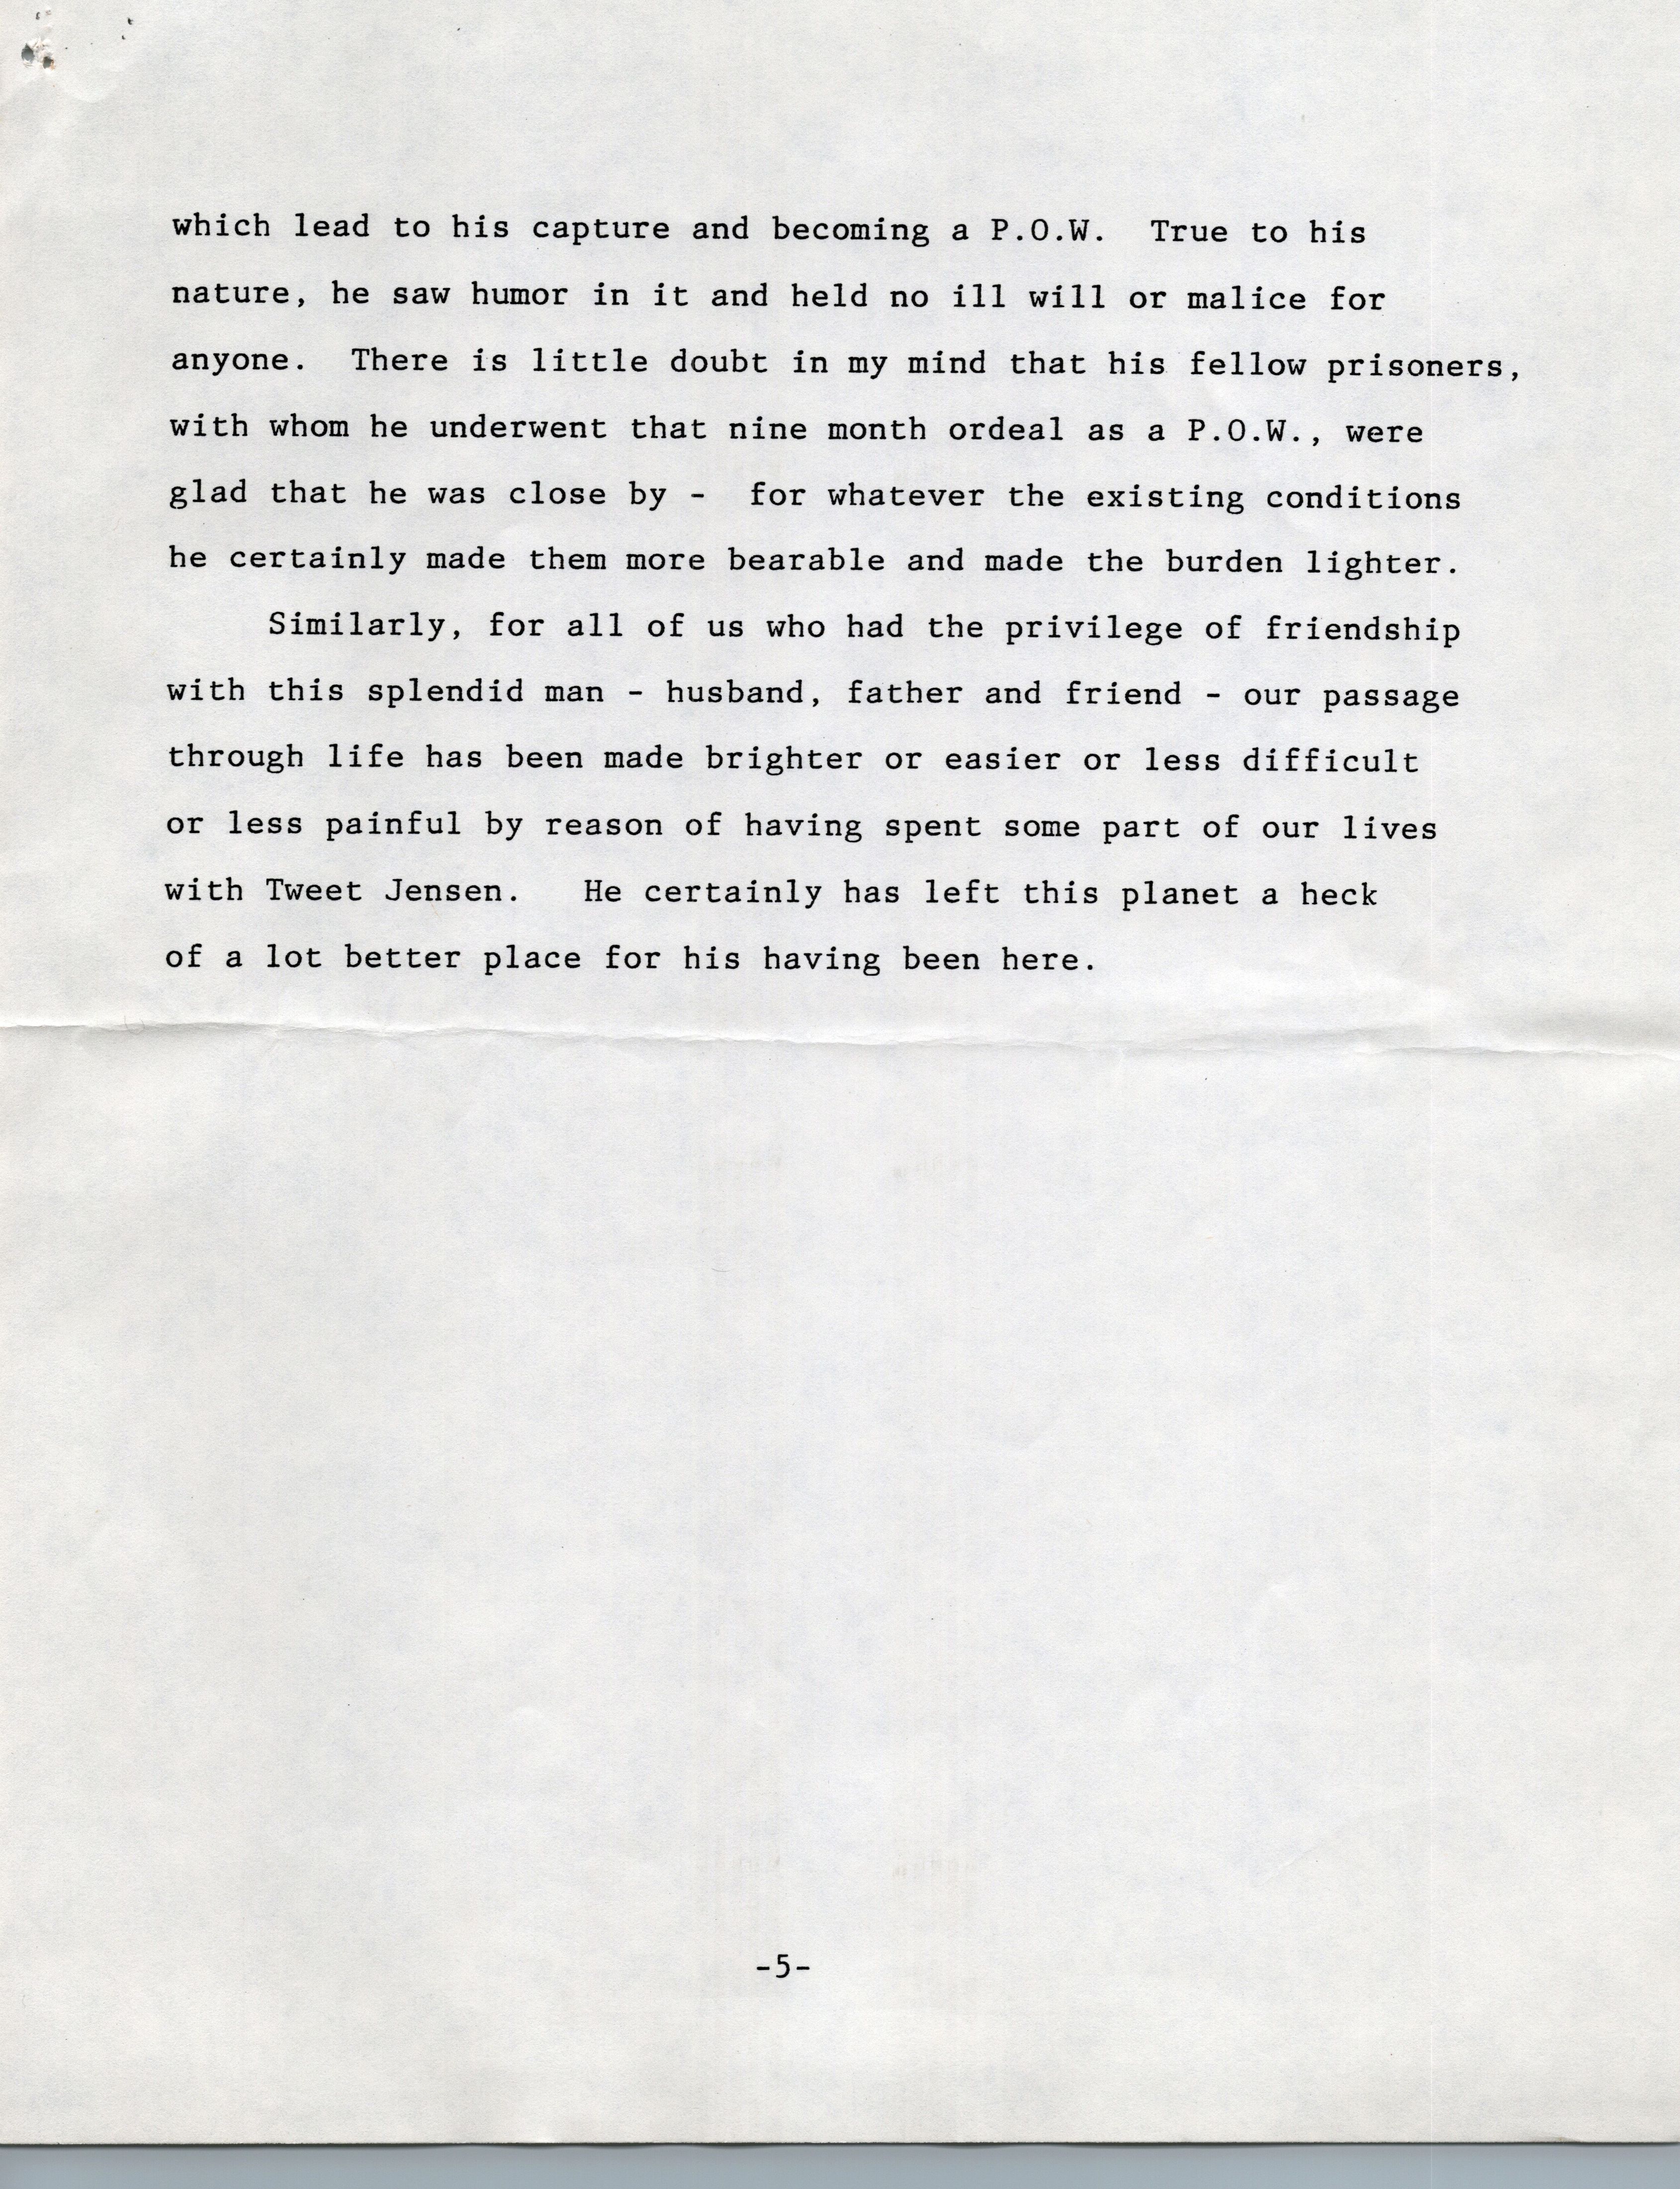 which lead to his capture and becoming a P.O.W.  True to his
nature, he saw humor in it and held no ill will or malice for
anyone.  There is little doubt in my mind that his fellow prisoners,
with whom he underwent that nine month ordeal as a P.O.W., were
glad that he was close by -  for whatever the existing conditions
he certainly made them more bearable and made the burden lighter.
Similarly, for all of us who had the privilege of friendship
with this splendid man - husband, father and friend - our passage
through life has been made brighter or easier or less difficult
or less painful by reason of having spent some part of our lives
with Tweet Jensen.   He certainly has left this planet a heck
of a lot better place for his having been here.
-5-